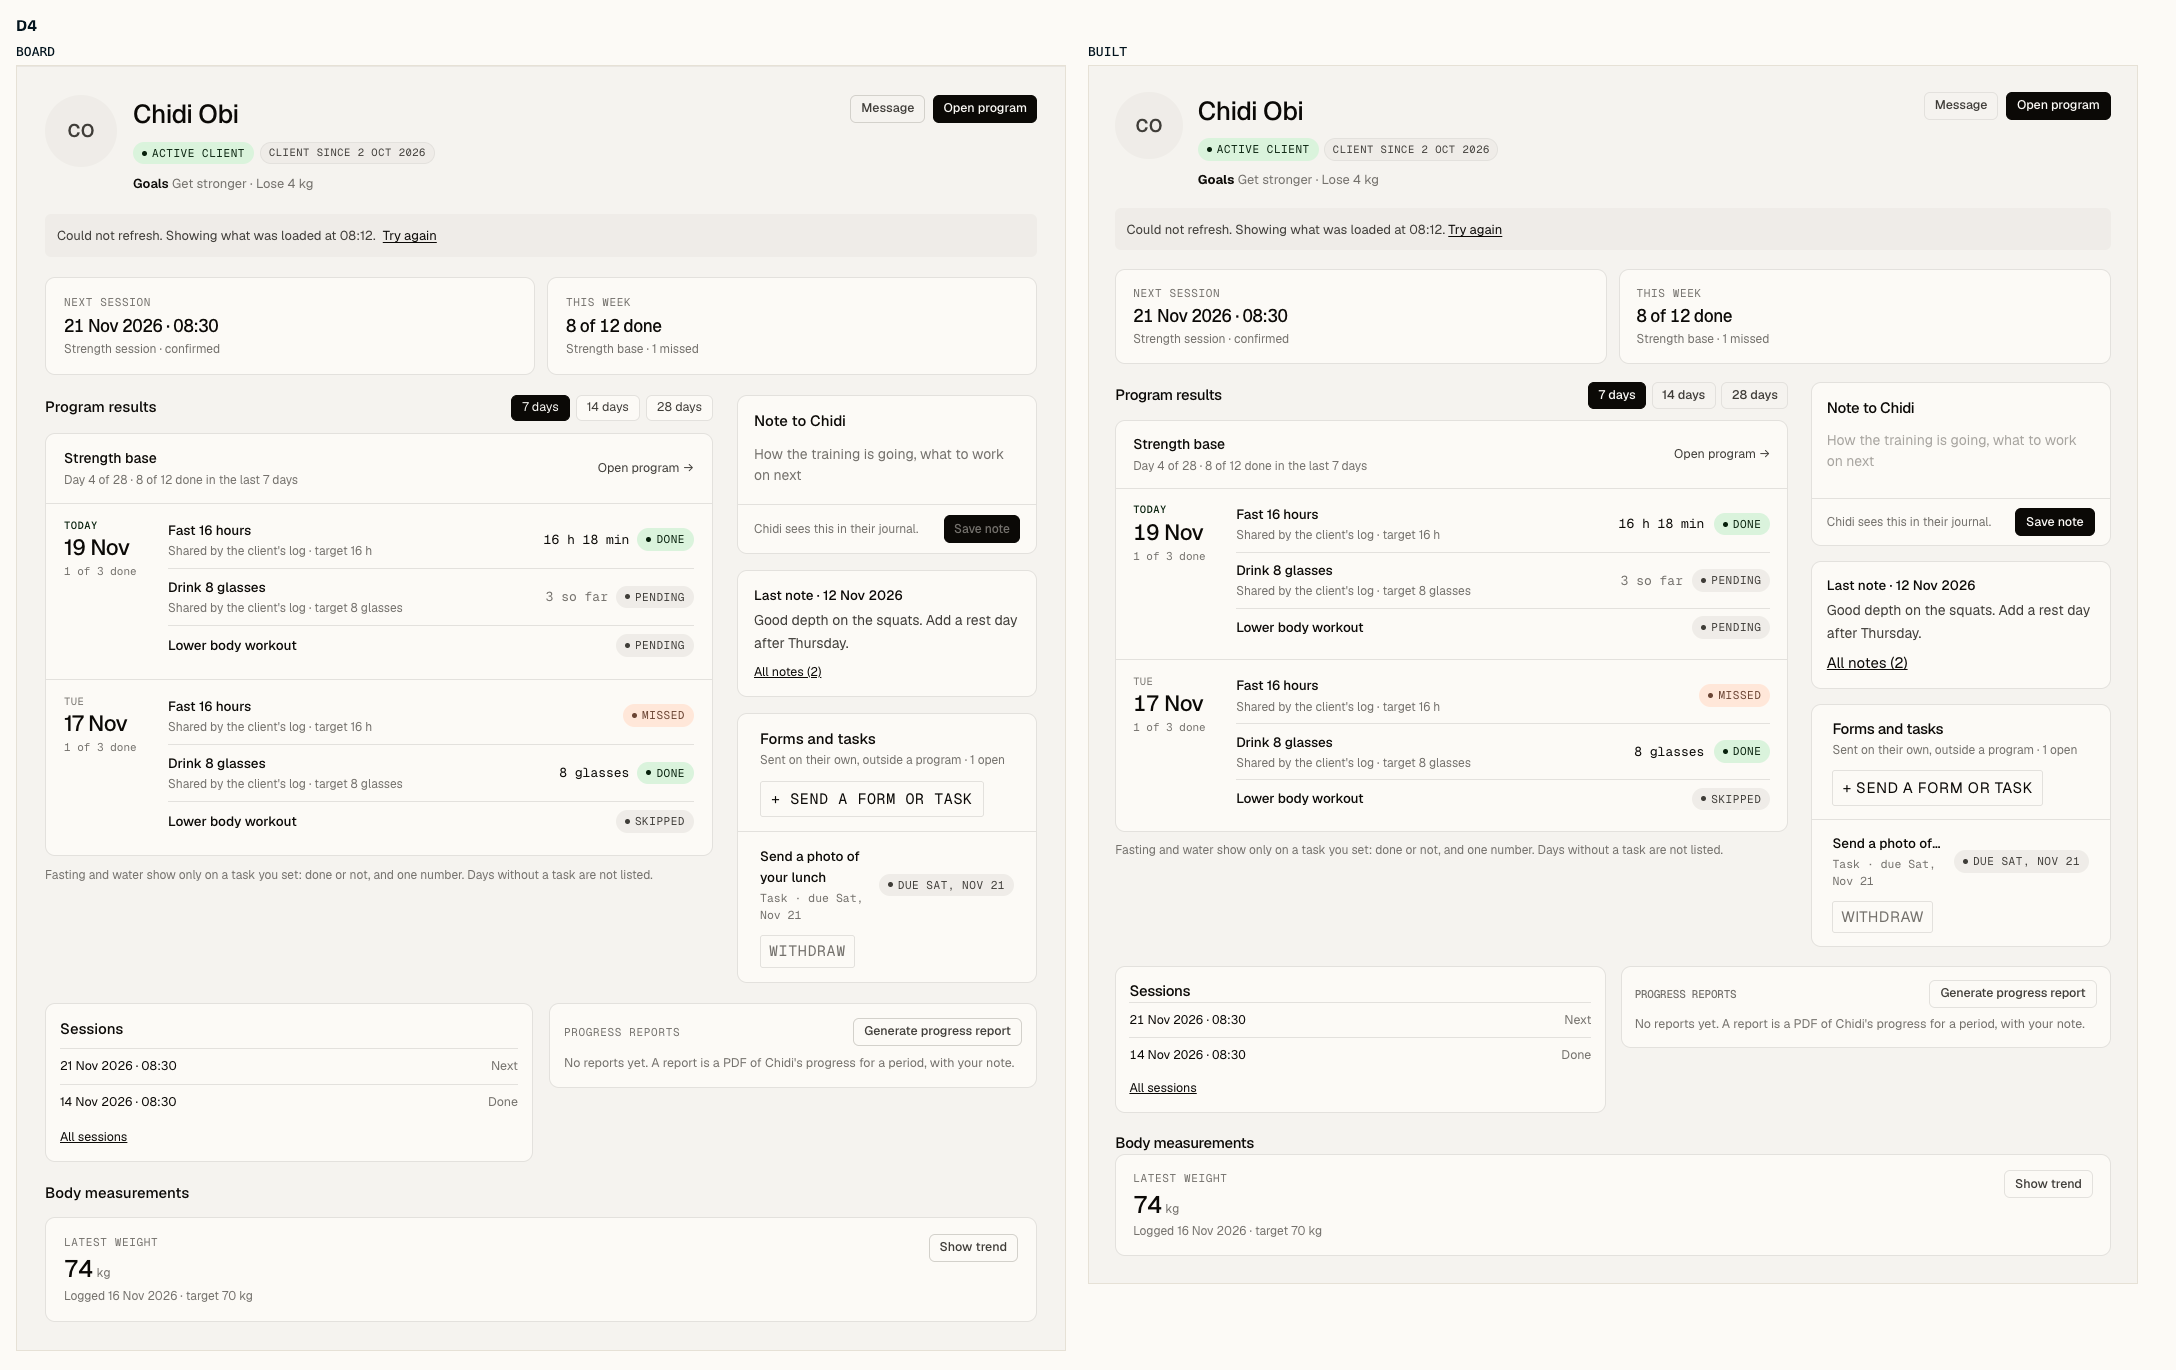 D4
BOARD
CO
Chidi Obi
Message
Open program
ACTIVE CLIENT
CLIENT SINCE 2 OCT 2026
Goals Get stronger · Lose 4 kg
Could not refresh. Showing what was loaded at 08:12. Try again
NEXT SESSION
21 Nov 2026 · 08:30
Strength session · confirmed
THIS WEEK
8 of 12 done
Strength base · 1 missed
Program results
7 days
14 days
28 days
Strength base
Day 4 of 28 · 8 of 12 done in the last 7 days
Open program →
TODAY
19 Nov
1 of 3 done
Fast 16 hours
Shared by the client's log · target 16 h
16 h 18 min
DONE
Drink 8 glasses
Shared by the client's log · target 8 glasses
3 so far
PENDING
Lower body workout
PENDING
TUE
17 Nov
1 of 3 done
Fast 16 hours
Shared by the client's log · target 16 h
MISSED
Drink 8 glasses
Shared by the client's log · target 8 glasses
8 glasses
DONE
Lower body workout
SKIPPED
Fasting and water show only on a task you set: done or not, and one number. Days without a task are not listed.
Note to Chidi
How the training is going, what to work
on next
Chidi sees this in their journal.
Save note
Last note · 12 Nov 2026
Good depth on the squats. Add a rest day
after Thursday.
All notes (2)
Forms and tasks
Sent on their own, outside a program · 1 open
+ SEND A FORM OR TASK
Send a photo of
your lunch
Task · due Sat,
Nov 21
DUE SAT, NOV 21
WITHDRAW
Sessions
21 Nov 2026 · 08:30
Next
14 Nov 2026 · 08:30
Done
All sessions
PROGRESS REPORTS
Generate progress report
No reports yet. A report is a PDF of Chidi's progress for a period, with your note.
Body measurements
LATEST WEIGHT
74 kg
Logged 16 Nov 2026 · target 70 kg
Show trend
BUILT
CO
Chidi Obi
Message
Open program
ACTIVE CLIENT
CLIENT SINCE 2 OCT 2026
Goals Get stronger · Lose 4 kg
Could not refresh. Showing what was loaded at 08:12. Try again
NEXT SESSION
21 Nov 2026 · 08:30
Strength session · confirmed
THIS WEEK
8 of 12 done
Strength base · 1 missed
Program results
7 days
14 days
28 days
Strength base
Day 4 of 28 · 8 of 12 done in the last 7 days
Open program →
TODAY
19 Nov
1 of 3 done
Fast 16 hours
Shared by the client's log · target 16 h
16 h 18 min
DONE
Drink 8 glasses
Shared by the client's log · target 8 glasses
3 so far
PENDING
Lower body workout
PENDING
TUE
17 Nov
1 of 3 done
Fast 16 hours
Shared by the client's log · target 16 h
MISSED
Drink 8 glasses
Shared by the client's log · target 8 glasses
8 glasses
DONE
Lower body workout
SKIPPED
Fasting and water show only on a task you set: done or not, and one number. Days without a task are not listed.
Note to Chidi
How the training is going, what to work
on next
Chidi sees this in their journal.
Save note
Last note · 12 Nov 2026
Good depth on the squats. Add a rest day
after Thursday.
All notes (2)
Forms and tasks
Sent on their own, outside a program · 1 open
+ SEND A FORM OR TASK
Send a photo of…
Task · due Sat,
Nov 21
DUE SAT, NOV 21
WITHDRAW
Sessions
21 Nov 2026 · 08:30
Next
14 Nov 2026 · 08:30
Done
All sessions
PROGRESS REPORTS
Generate progress report
No reports yet. A report is a PDF of Chidi's progress for a period, with your note.
Body measurements
LATEST WEIGHT
74 kg
Logged 16 Nov 2026 · target 70 kg
Show trend